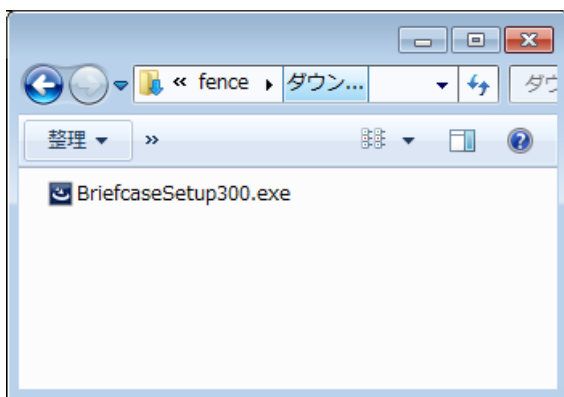 « fence ▸ ダウン... ダウ
整理 ▼ »
BriefcaseSetup300.exe